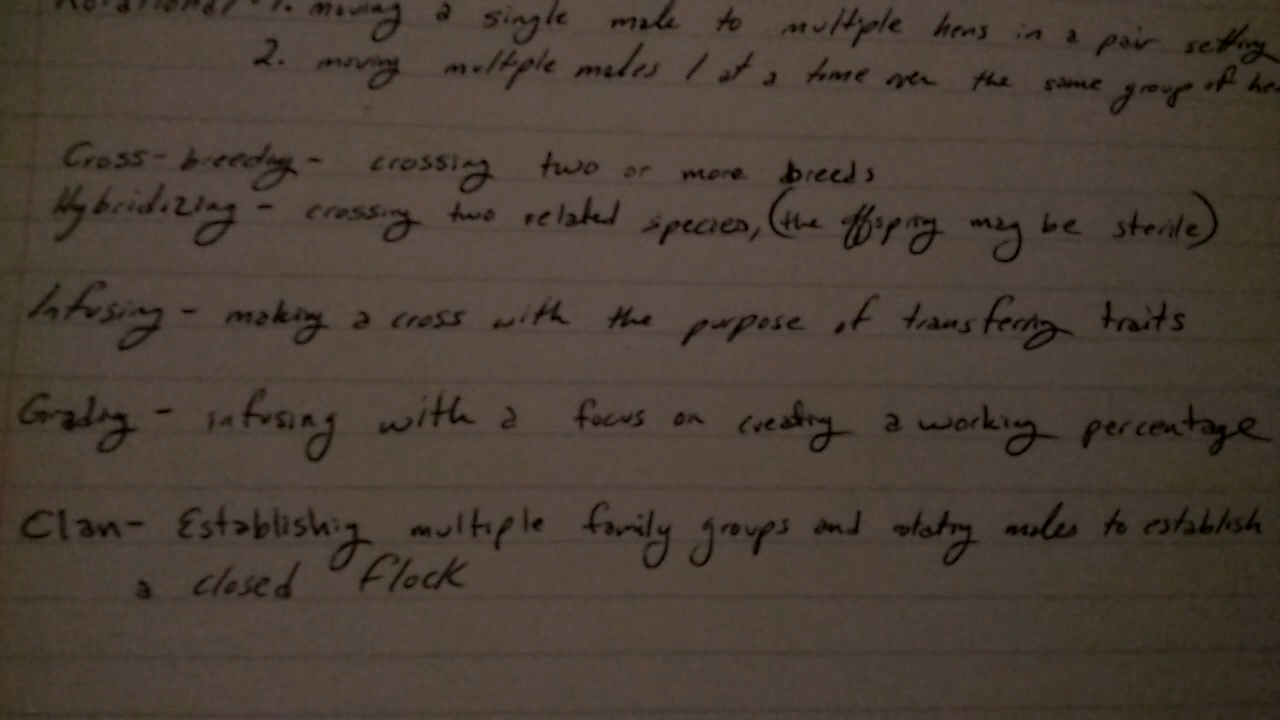 Rotational - 1. moving a single male to multiple hens in a pair setting
2. moving multiple males 1 at a time over the same group of
Cross-breeding - crossing two or more breeds
Hybridizing - crossing two related species, (the offspring may be sterile)
Infusing - making a cross with the purpose of transferring traits
Grading - infusing with a focus on creating a working percentage
Clan - Establishing multiple family groups and rotating males to establish
a closed flock